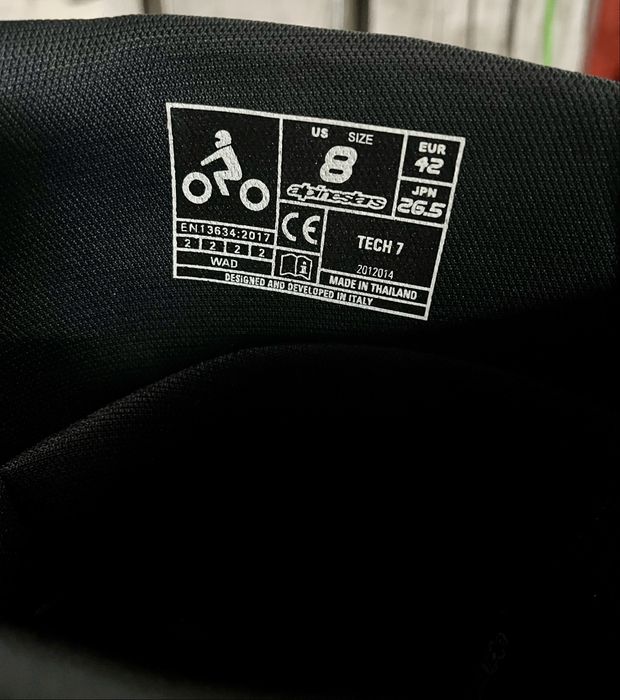 US SIZE
8
alpinestars
EUR
42
JPN
26.5
EN13634:2017
2 2 2 2
WAD
CE
i
TECH 7
2012014
MADE IN THAILAND
DESIGNED AND DEVELOPED IN ITALY